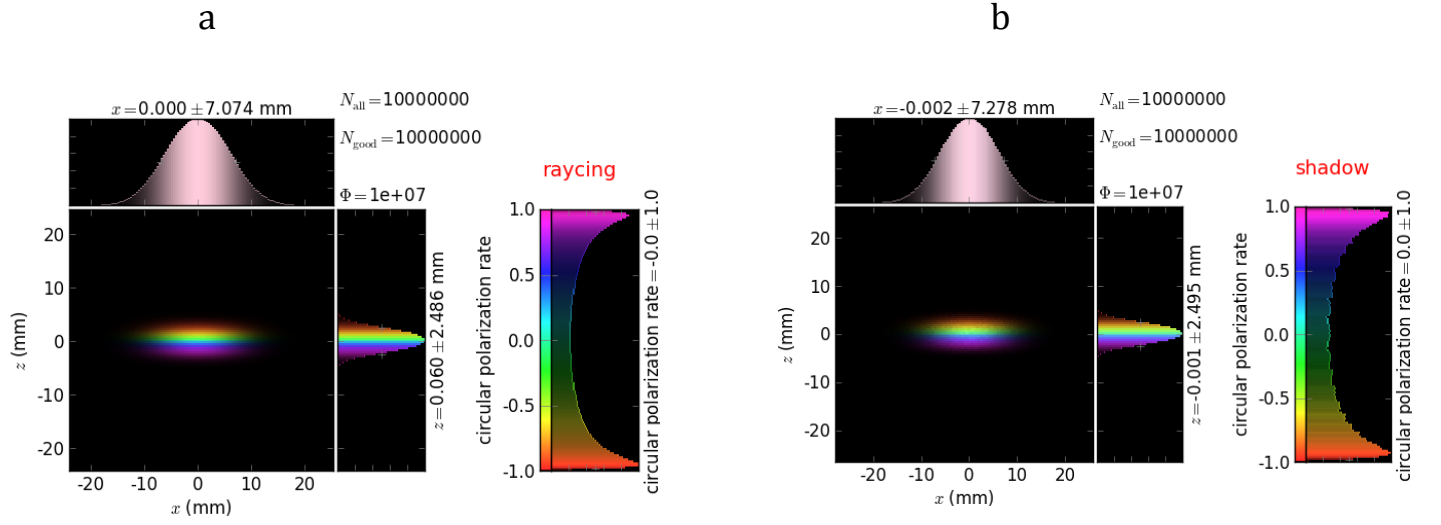 a
b
x=0.000±7.074 mm
N_all=10000000
N_good=10000000
Φ=1e+07
raycing
20
10
0
-10
-20
z (mm)
-20 -10 0 10 20
x (mm)
z=0.060±2.486 mm
circular polarization rate
1.0
0.5
0.0
-0.5
-1.0
circular polarization rate=-0.0±1.0
x=-0.002±7.278 mm
N_all=10000000
N_good=10000000
Φ=1e+07
shadow
20
10
0
-10
-20
z (mm)
-20 -10 0 10 20
x (mm)
z=-0.001±2.495 mm
circular polarization rate
1.0
0.5
0.0
-0.5
-1.0
circular polarization rate=0.0±1.0